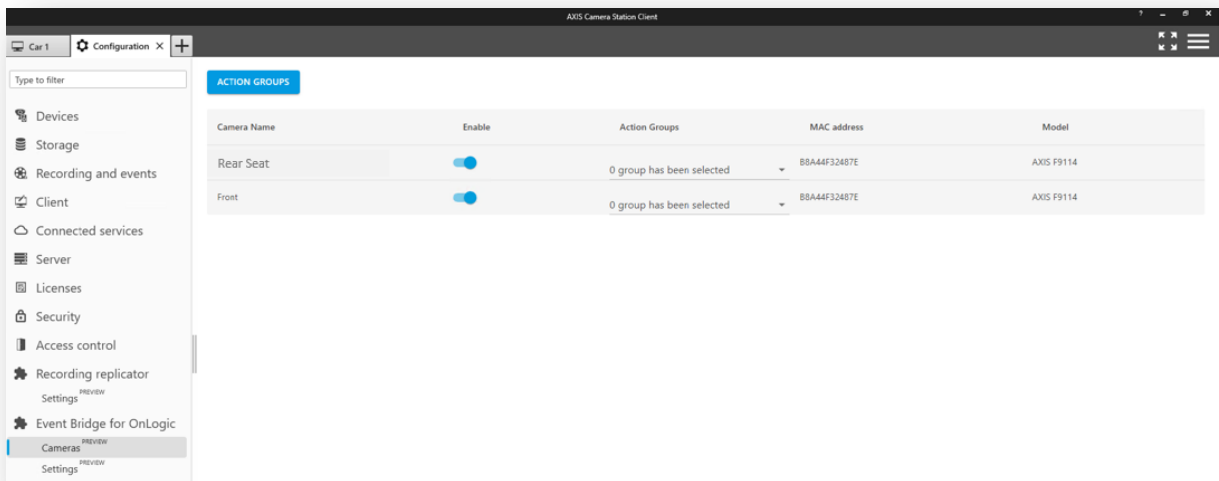 AXIS Camera Station Client
Car 1
Configuration
Type to filter
ACTION GROUPS
Devices
Storage
Recording and events
Client
Connected services
Server
Licenses
Security
Access control
Recording replicator
Settings PREVIEW
Event Bridge for OnLogic
Cameras PREVIEW
Settings PREVIEW
Camera Name Enable Action Groups MAC address Model
Rear Seat 0 group has been selected B8A44F32487E AXIS F9114
Front 0 group has been selected B8A44F32487E AXIS F9114